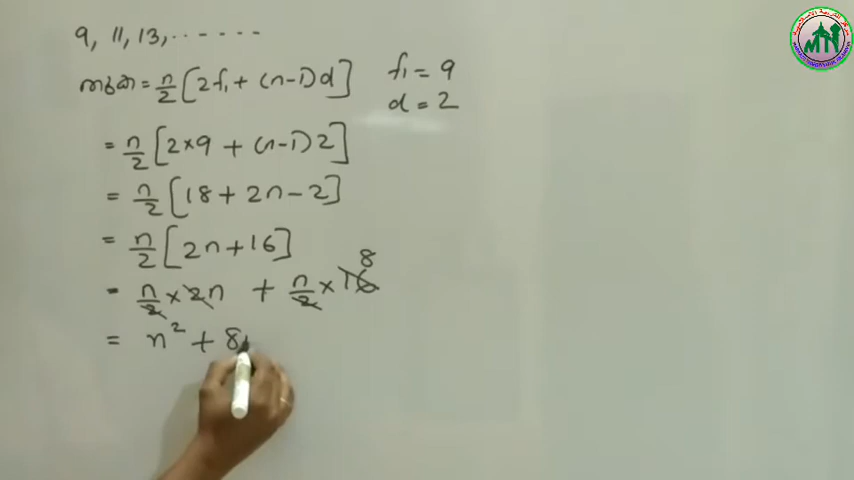 9, 11, 13, ......
തുക = n/2 [2f₁ + (n-1)d]
f₁ = 9
d = 2
= n/2 [2×9 + (n-1)2]
= n/2 [18 + 2n - 2]
= n/2 [2n + 16]
8
= n/2 × 2n + n/2 × 16
= n² + 8
MT